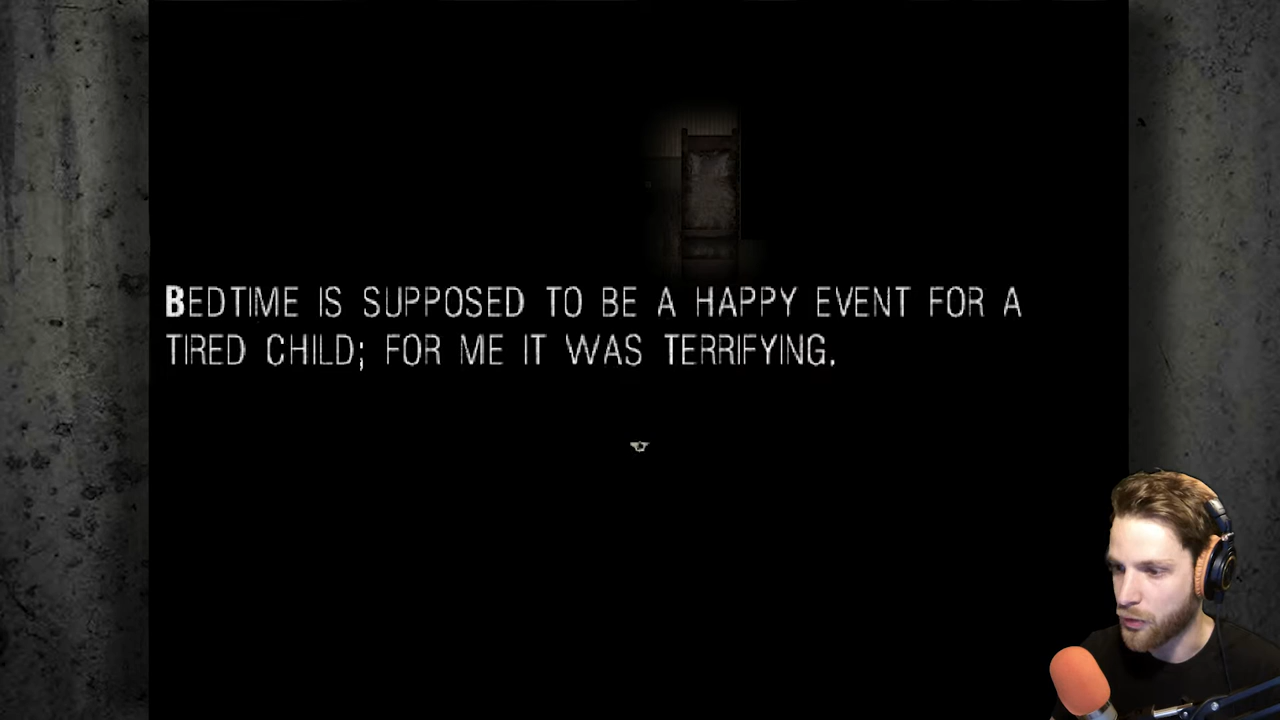 BEDTIME IS SUPPOSED TO BE A HAPPY EVENT FOR A
TIRED CHILD; FOR ME IT WAS TERRIFYING.